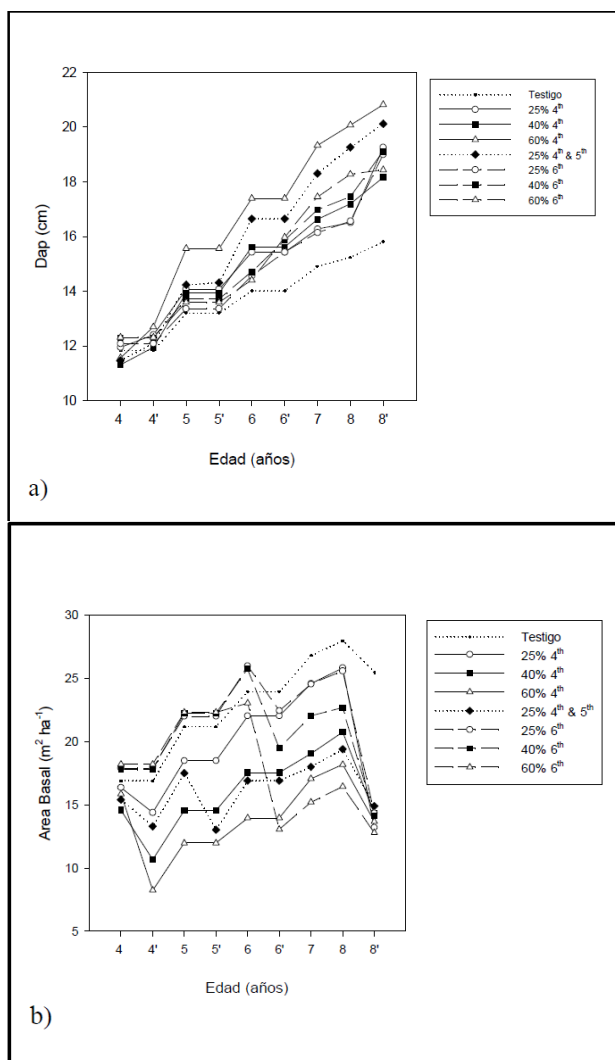 22
20
18
16
14
12
10
Dap (cm)
4 4' 5 5' 6 6' 7 8 8'
Edad (años)
Testigo
25% 4th
40% 4th
60% 4th
25% 4th & 5th
25% 6th
40% 6th
60% 6th
a)
30
25
20
15
10
5
Area Basal (m² ha⁻¹)
4 4' 5 5' 6 6' 7 8 8'
Edad (años)
Testigo
25% 4th
40% 4th
60% 4th
25% 4th & 5th
25% 6th
40% 6th
60% 6th
b)